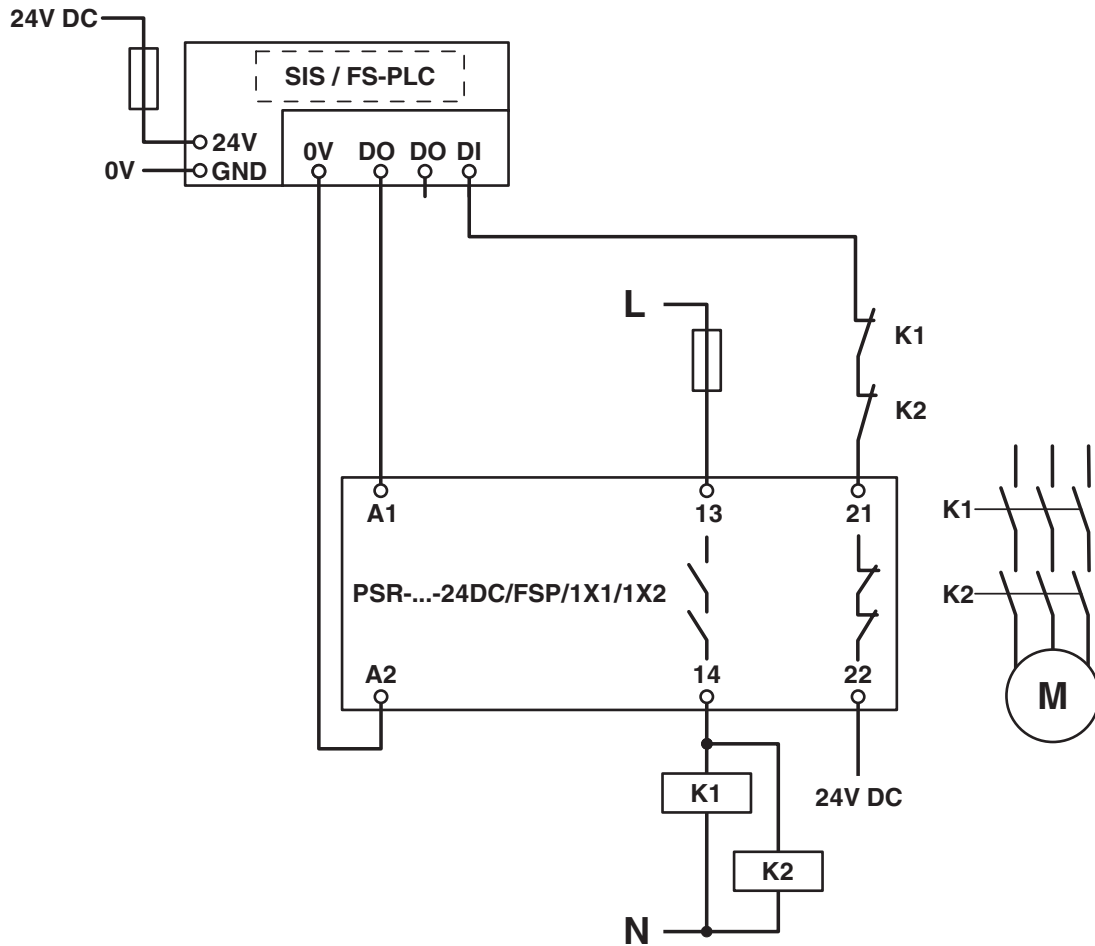 24V DC
SIS / FS-PLC
24V
0V
GND
0V DO DO DI
L
K1
K2
A1 13 21
K1
PSR-...-24DC/FSP/1X1/1X2
K2
A2 14 22
M
K1
24V DC
K2
N